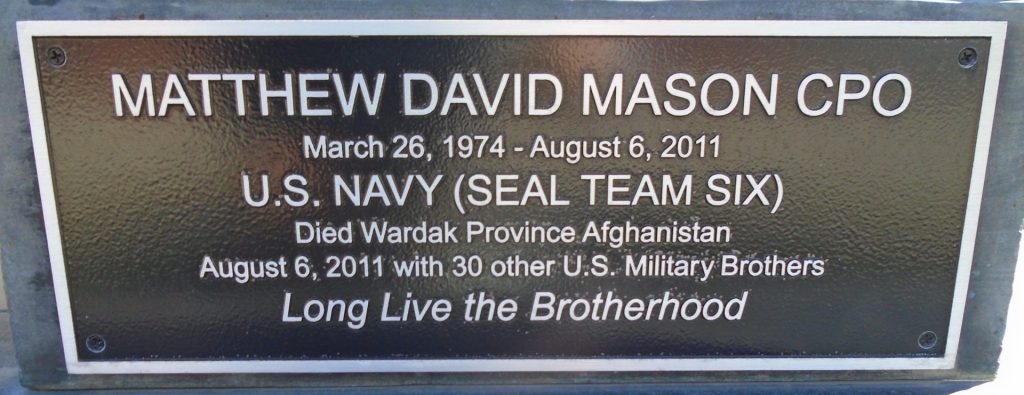 MATTHEW DAVID MASON CPO
March 26, 1974 - August 6, 2011
U.S. NAVY (SEAL TEAM SIX)
Died Wardak Province Afghanistan
August 6, 2011 with 30 other U.S. Military Brothers
Long Live the Brotherhood